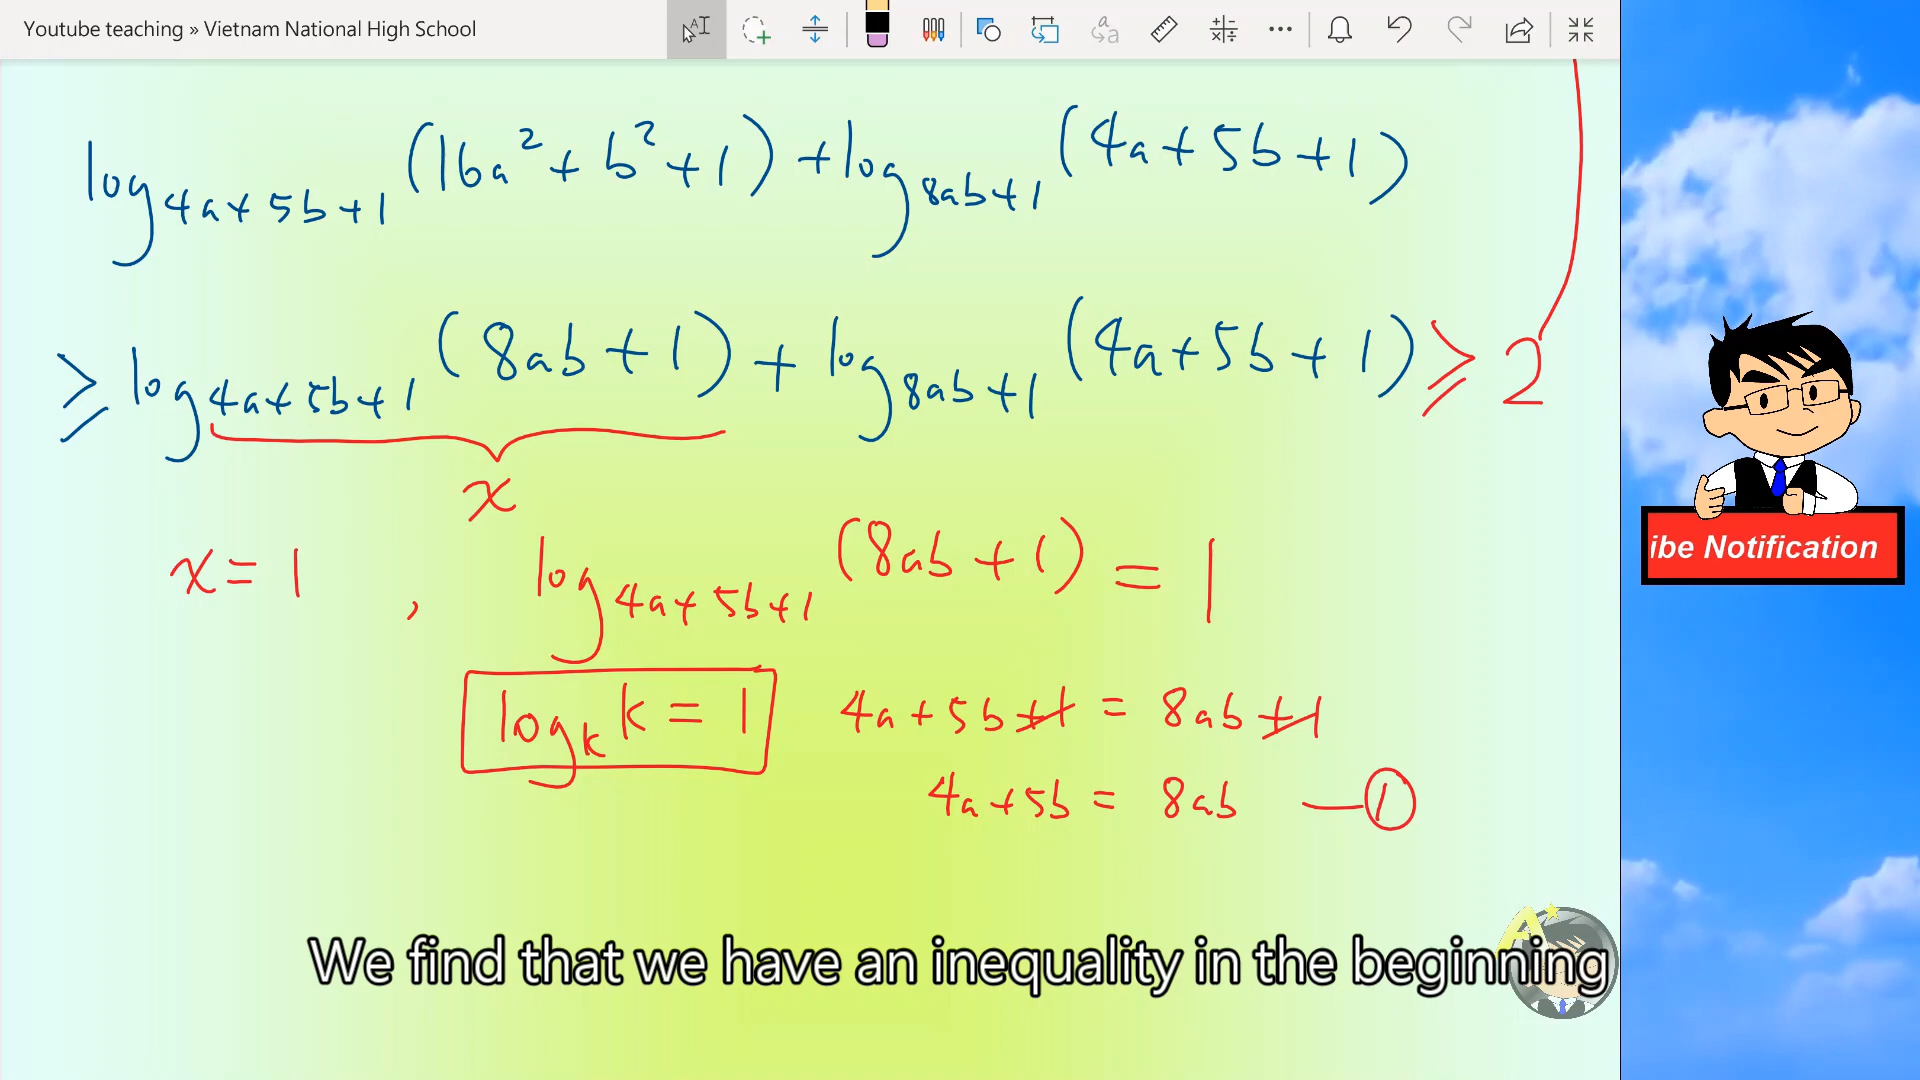 Youtube teaching » Vietnam National High School
log₄ₐ₊₅b₊₁ (16a² + b² + 1) + log₈ₐb₊₁ (4a + 5b + 1)
≥ log₄ₐ₊₅b₊₁ (8ab + 1) + log₈ₐb₊₁ (4a + 5b + 1) ≥ 2
x
x = 1 , log₄ₐ₊₅b₊₁ (8ab + 1) = 1
logₖ k = 1 4a + 5b + 1 = 8ab + 1
4a + 5b = 8ab —①
ibe Notification
We find that we have an inequality in the beginning
A